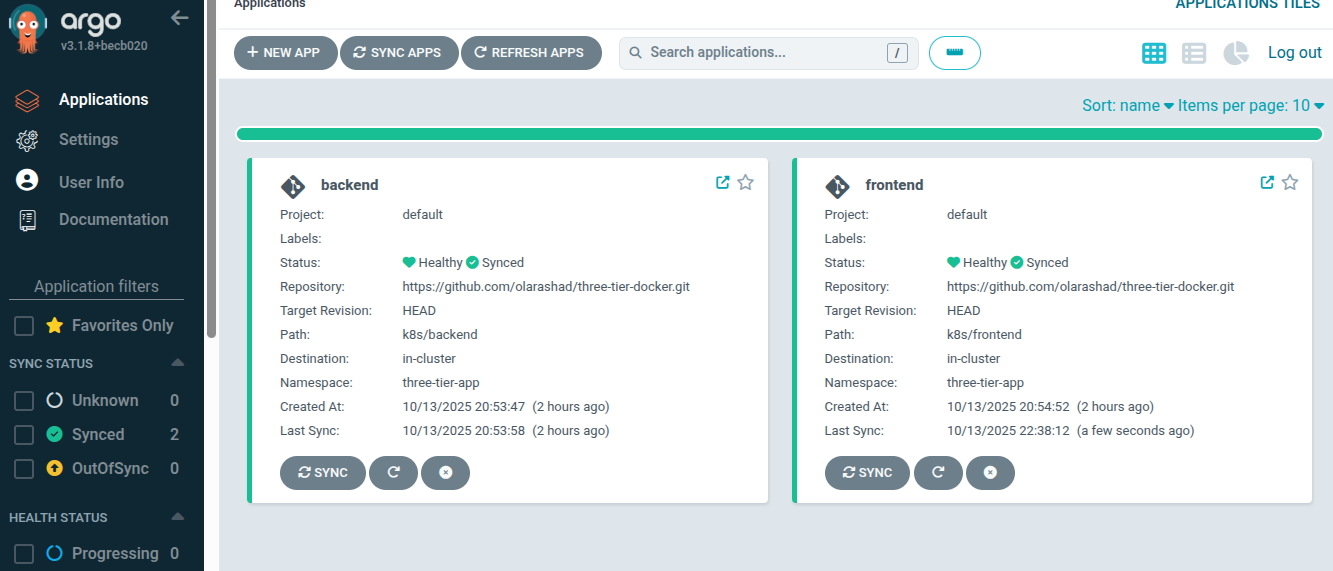 argo
v3.1.8+becb020
Applications
Settings
User Info
Documentation
Application filters
Favorites Only
SYNC STATUS
Unknown 0
Synced 2
OutOfSync 0
HEALTH STATUS
Progressing 0
Applications
APPLICATIONS TILES
+ NEW APP SYNC APPS REFRESH APPS Search applications... / Log out
Sort: name Items per page: 10
backend
Project: default
Labels:
Status: Healthy Synced
Repository: https://github.com/olarashad/three-tier-docker.git
Target Revision: HEAD
Path: k8s/backend
Destination: in-cluster
Namespace: three-tier-app
Created At: 10/13/2025 20:53:47 (2 hours ago)
Last Sync: 10/13/2025 20:53:58 (2 hours ago)
SYNC
frontend
Project: default
Labels:
Status: Healthy Synced
Repository: https://github.com/olarashad/three-tier-docker.git
Target Revision: HEAD
Path: k8s/frontend
Destination: in-cluster
Namespace: three-tier-app
Created At: 10/13/2025 20:54:52 (2 hours ago)
Last Sync: 10/13/2025 22:38:12 (a few seconds ago)
SYNC